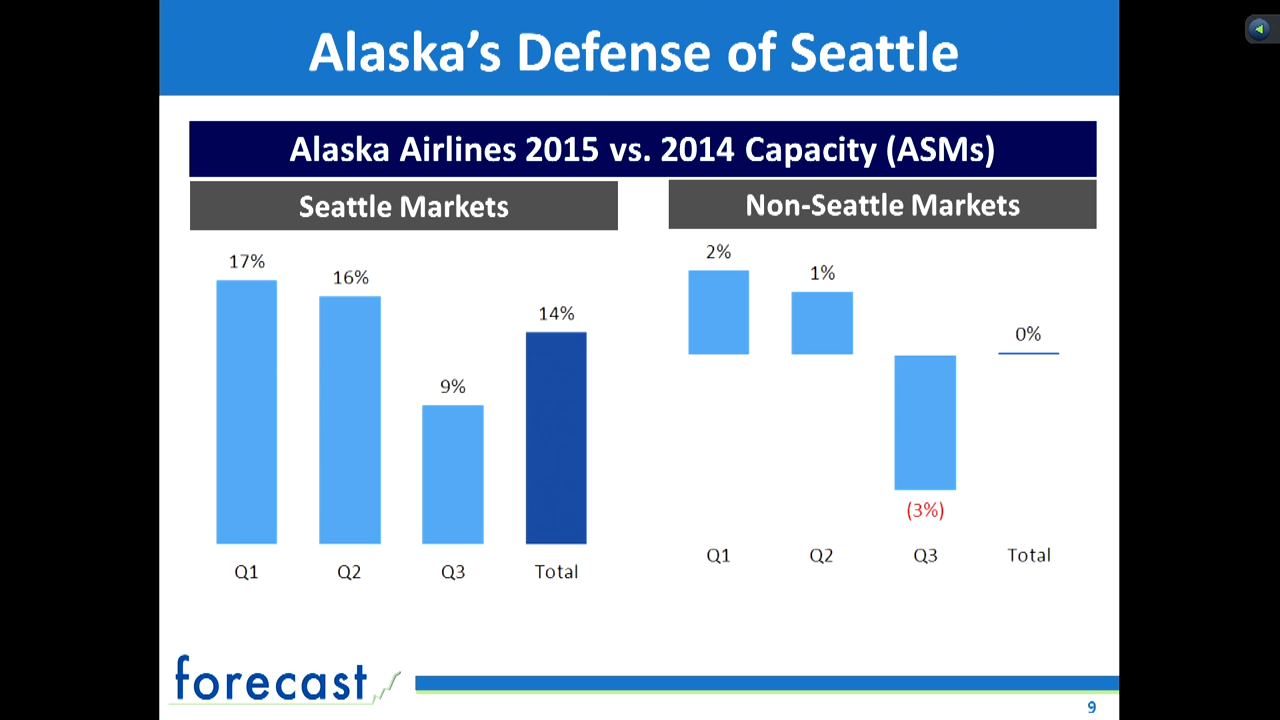 Alaska's Defense of Seattle
Alaska Airlines 2015 vs. 2014 Capacity (ASMs)
Seattle Markets
17%
16%
14%
9%
Q1 Q2 Q3 Total
Non-Seattle Markets
2%
1%
0%
(3%)
Q1 Q2 Q3 Total
forecast
9